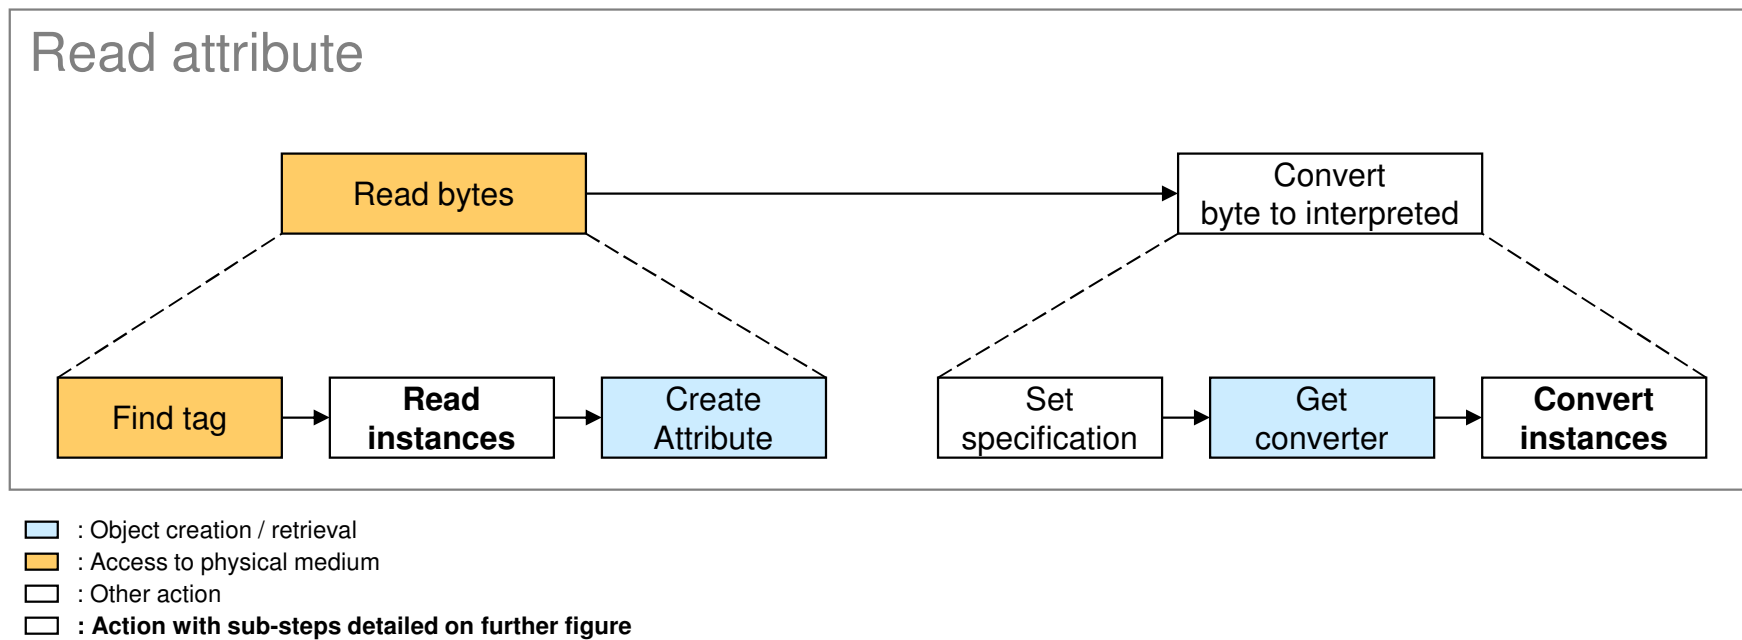 Read attribute
Read bytes
Convert
byte to interpreted
Find tag
Read
instances
Create
Attribute
Set
specification
Get
converter
Convert
instances
: Object creation / retrieval
: Access to physical medium
: Other action
: Action with sub-steps detailed on further figure